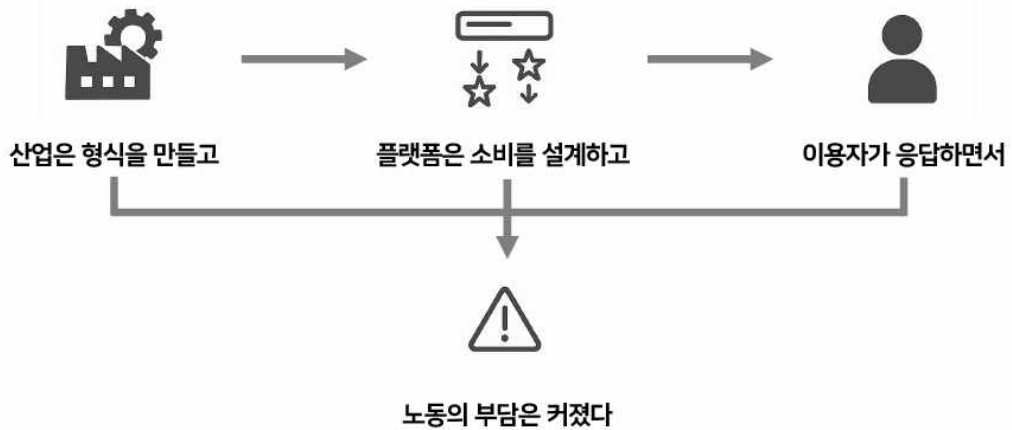 산업은 형식을 만들고
플랫폼은 소비를 설계하고
이용자가 응답하면서
노동의 부담은 커졌다